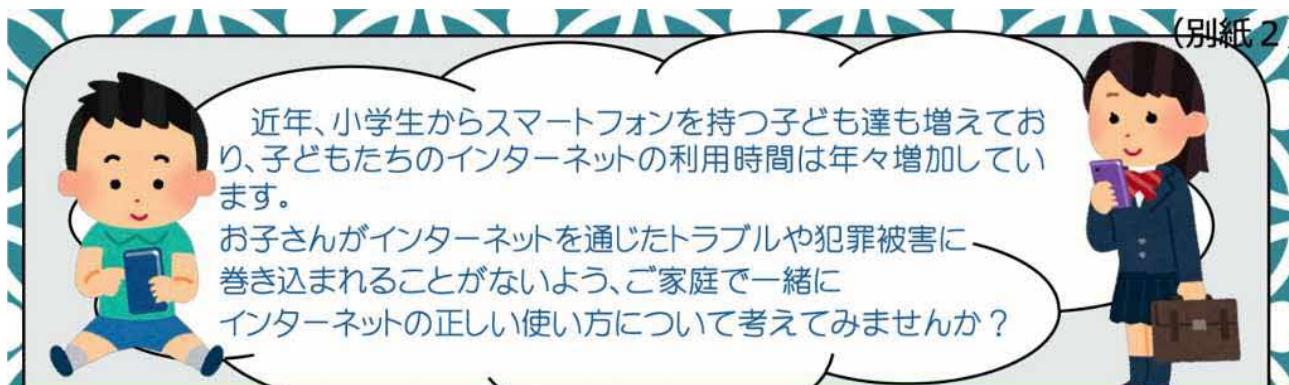 (別紙2
近年、小学生からスマートフォンを持つ子ども達も増えてお
り、子どもたちのインターネットの利用時間は年々増加してい
ます。
お子さんがインターネットを通じたトラブルや犯罪被害に
巻き込まれることがないよう、ご家庭で一緒に
インターネットの正しい使い方について考えてみませんか?